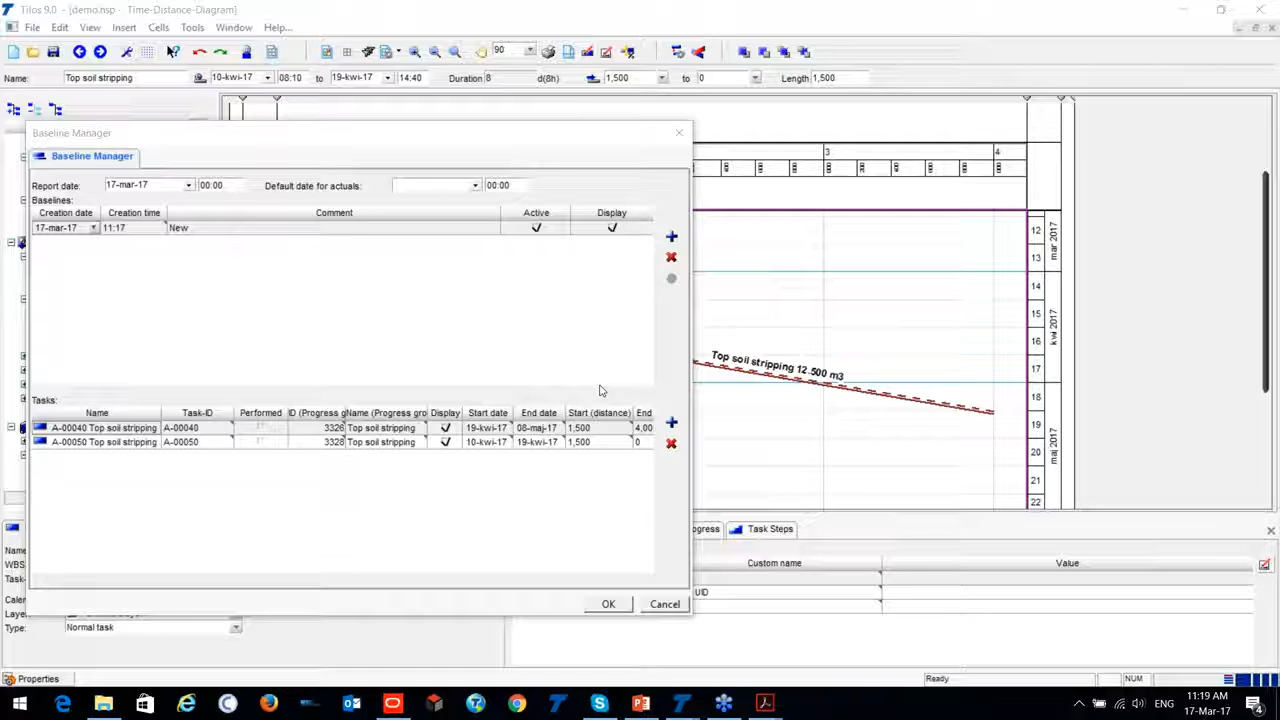 Tilos 9.0 - [demo.nsp - Time-Distance-Diagram]
File Edit View Insert Cells Tools Window Help...
90
Name: Top soil stripping 10-kwi-17 08:10 to 19-kwi-17 14:40 Duration 8 d(8h) 1,500 to 0 Length 1,500
Baseline Manager
Baseline Manager
Report date: 17-mar-17 00:00 Default date for actuals: 00:00
Baselines:
Creation date Creation time Comment Active Display
17-mar-17 11:17 New
Tasks:
Name Task-ID Performed ID (Progress g Name (Progress gro Display Start date End date Start (distance) End
A-00040 Top soil stripping A-00040 3326 Top soil stripping 19-kwi-17 08-maj-17 1,500 4,00
A-00050 Top soil stripping A-00050 3328 Top soil stripping 10-kwi-17 19-kwi-17 1,500 0
OK Cancel
3 4
12
13
14
15
16
17
18
19
20
21
22
mar 2017
kwi 2017
maj 2017
Top soil stripping 12.500 m3
ogress Task Steps
Custom name Value
UID
Name
WBS
Task-
Caler
Layer
Type: Normal task
Properties Ready NUM
ENG 11:19 AM
17-Mar-17